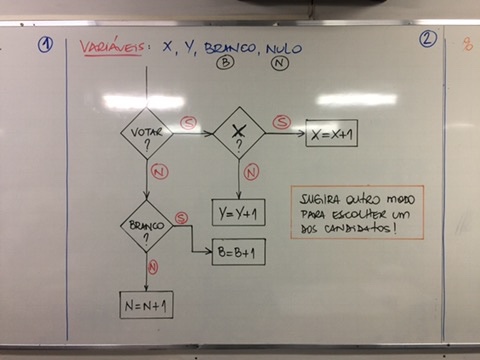 1
VARIÁVEIS: X, Y, BRANCO, NULO
B
N
2
VOTAR
?
S
X
?
S
X=X+1
N
N
Y=Y+1
SUGIRA OUTRO MODO
PARA ESCOLHER UM
DOS CANDIDATOS!
BRANCO
?
S
B=B+1
N
N=N+1